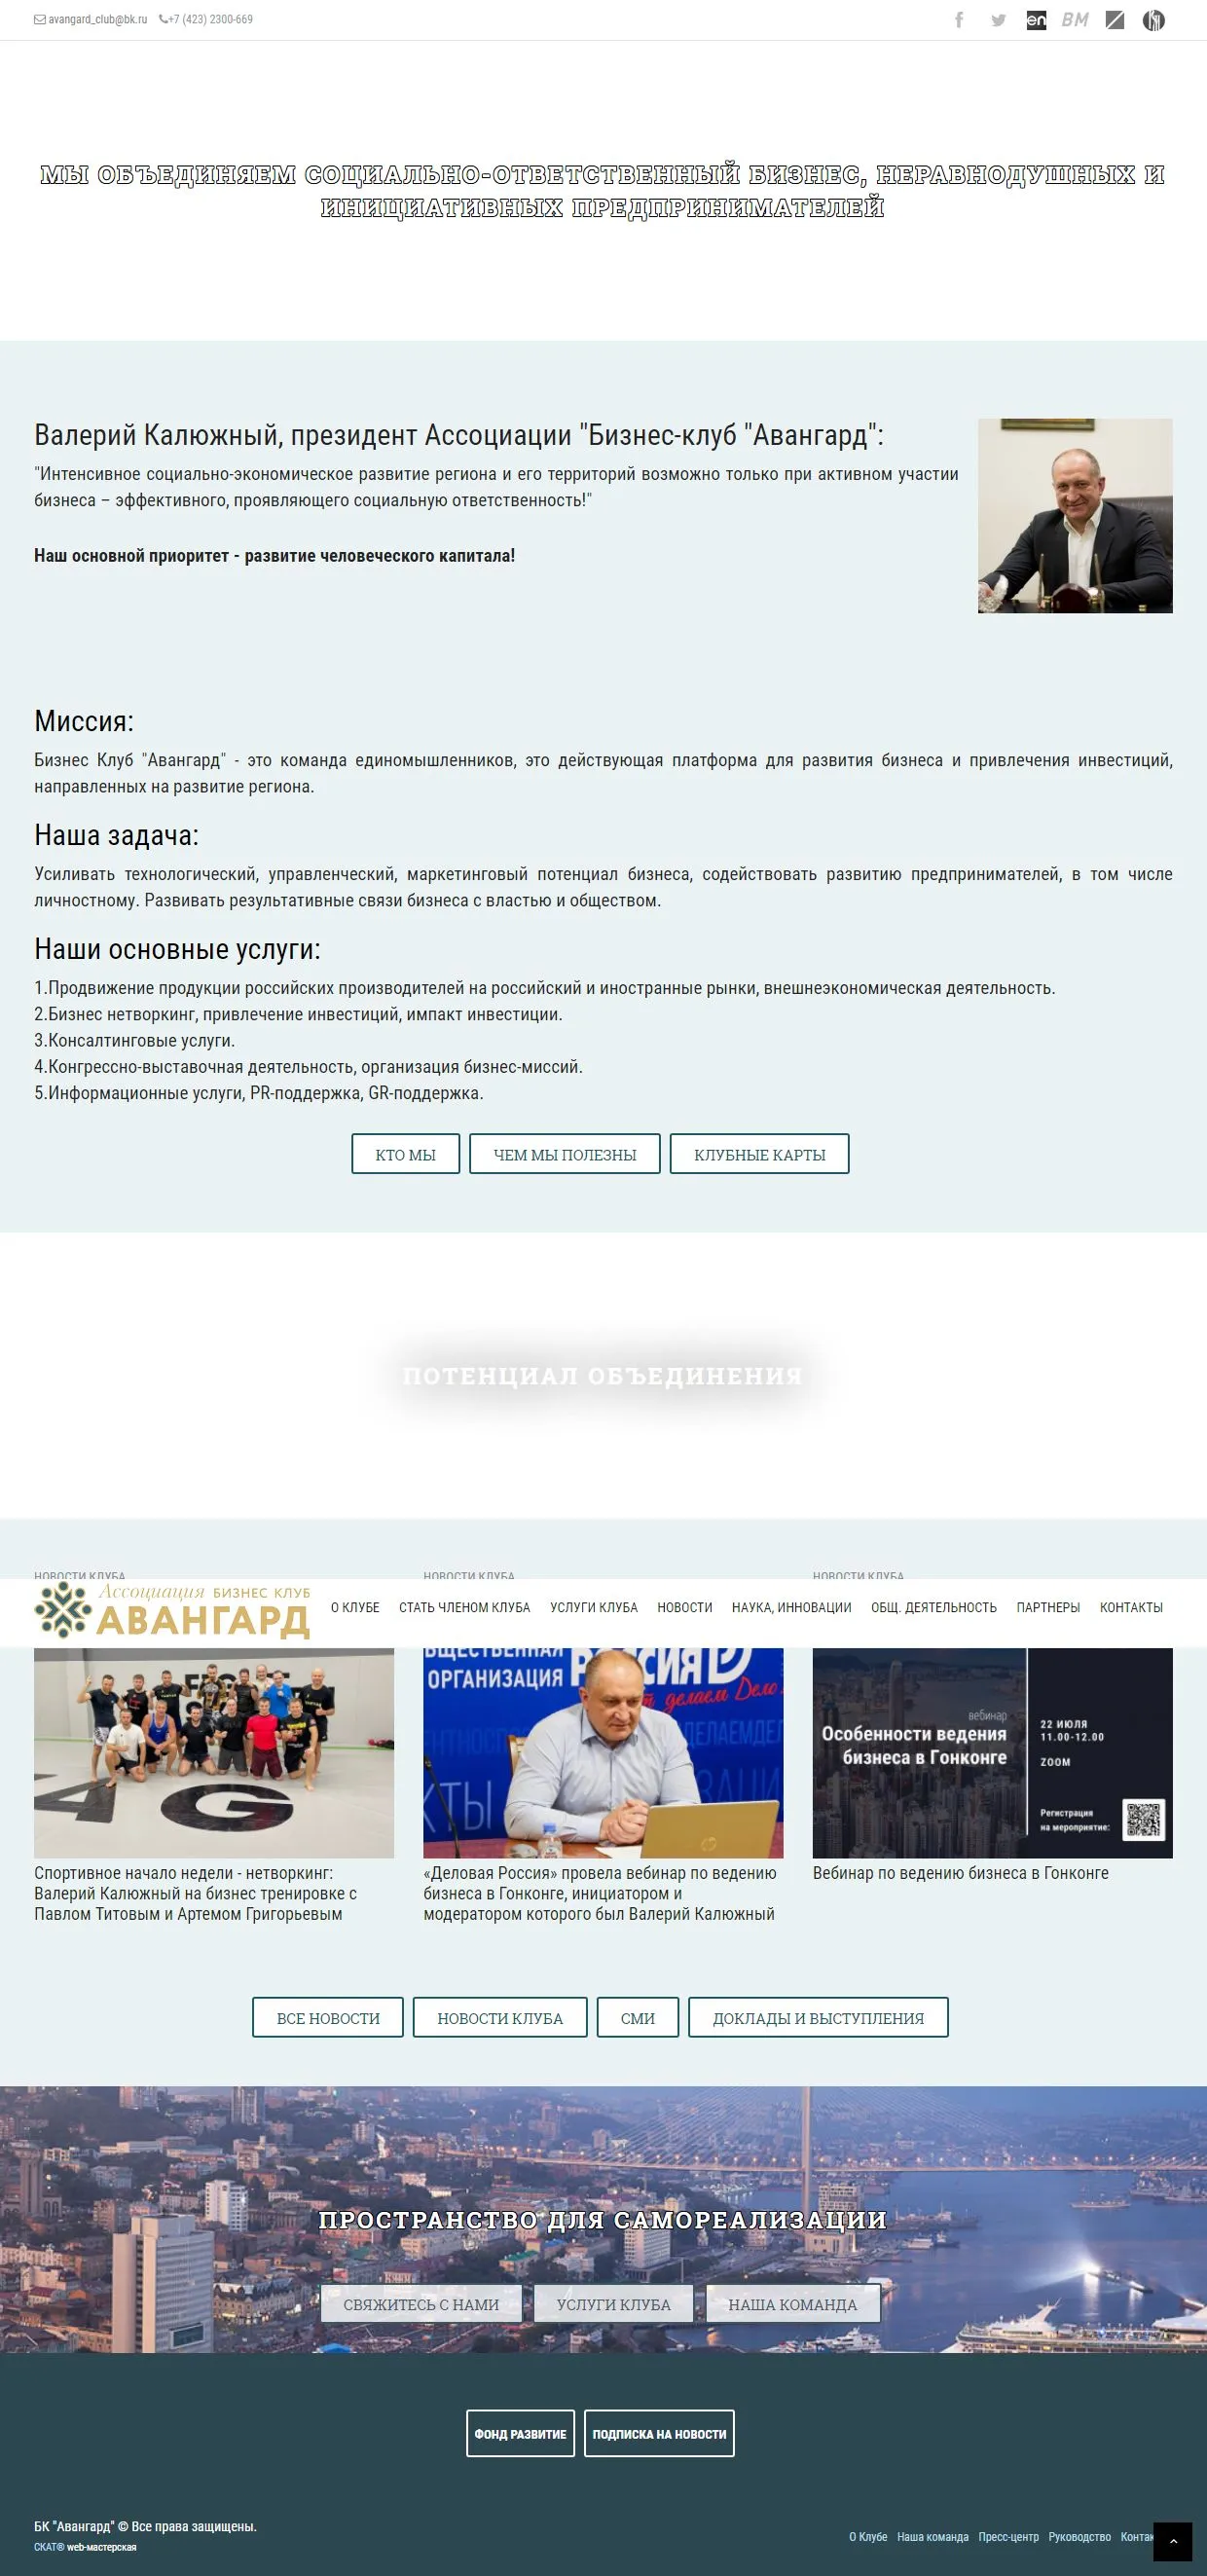 avangard_club@bk.ru +7 (423) 2300-669
en BM
МЫ ОБЪЕДИНЯЕМ СОЦИАЛЬНО-ОТВЕТСТВЕННЫЙ БИЗНЕС, НЕРАВНОДУШНЫХ И
ИНИЦИАТИВНЫХ ПРЕДПРИНИМАТЕЛЕЙ
Валерий Калюжный, президент Ассоциации "Бизнес-клуб "Авангард":
"Интенсивное социально-экономическое развитие региона и его территорий возможно только при активном участии
бизнеса – эффективного, проявляющего социальную ответственность!"
Наш основной приоритет - развитие человеческого капитала!
Миссия:
Бизнес Клуб "Авангард" - это команда единомышленников, это действующая платформа для развития бизнеса и привлечения инвестиций,
направленных на развитие региона.
Наша задача:
Усиливать технологический, управленческий, маркетинговый потенциал бизнеса, содействовать развитию предпринимателей, в том числе
личностному. Развивать результативные связи бизнеса с властью и обществом.
Наши основные услуги:
1.Продвижение продукции российских производителей на российский и иностранные рынки, внешнеэкономическая деятельность.
2.Бизнес нетворкинг, привлечение инвестиций, импакт инвестиции.
3.Консалтинговые услуги.
4.Конгрессно-выставочная деятельность, организация бизнес-миссий.
5.Информационные услуги, PR-поддержка, GR-поддержка.
КТО МЫ ЧЕМ МЫ ПОЛЕЗНЫ КЛУБНЫЕ КАРТЫ
ПОТЕНЦИАЛ ОБЪЕДИНЕНИЯ
НОВОСТИ КЛУБА НОВОСТИ КЛУБА НОВОСТИ КЛУБА
Ассоциация БИЗНЕС КЛУБ
АВАНГАРД
О КЛУБЕ СТАТЬ ЧЛЕНОМ КЛУБА УСЛУГИ КЛУБА НОВОСТИ НАУКА, ИННОВАЦИИ ОБЩ. ДЕЯТЕЛЬНОСТЬ ПАРТНЕРЫ КОНТАКТЫ
ОРГАНИЗАЦИЯ
делаем Дело
вебинар
Особенности ведения
бизнеса в Гонконге
22 ИЮЛЯ
11.00-12.00
ZOOM
Регистрация
на мероприятие:
Спортивное начало недели - нетворкинг:
Валерий Калюжный на бизнес тренировке с
Павлом Титовым и Артемом Григорьевым
«Деловая Россия» провела вебинар по ведению
бизнеса в Гонконге, инициатором и
модератором которого был Валерий Калюжный
Вебинар по ведению бизнеса в Гонконге
ВСЕ НОВОСТИ НОВОСТИ КЛУБА СМИ ДОКЛАДЫ И ВЫСТУПЛЕНИЯ
ПРОСТРАНСТВО ДЛЯ САМОРЕАЛИЗАЦИИ
СВЯЖИТЕСЬ С НАМИ УСЛУГИ КЛУБА НАША КОМАНДА
ФОНД РАЗВИТИЕ ПОДПИСКА НА НОВОСТИ
БК "Авангард" © Все права защищены.
СКАТ® web-мастерская
О Клубе Наша команда Пресс-центр Руководство Контак